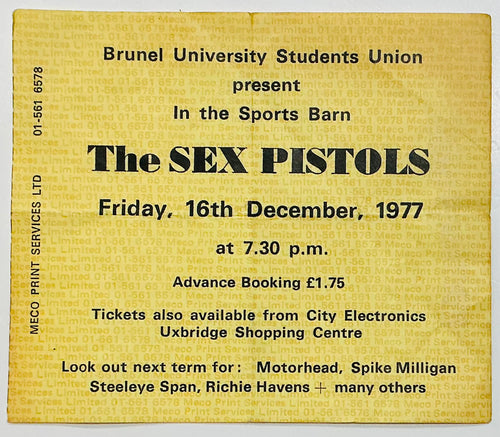 Brunel University Students Union
present
In the Sports Barn
The SEX PISTOLS
Friday, 16th December, 1977
at 7.30 p.m.
Advance Booking £1.75
Tickets also available from City Electronics
Uxbridge Shopping Centre
Look out next term for: Motorhead, Spike Milligan
Steeleye Span, Richie Havens + many others
MECO PRINT SERVICES LTD 01-561 6578